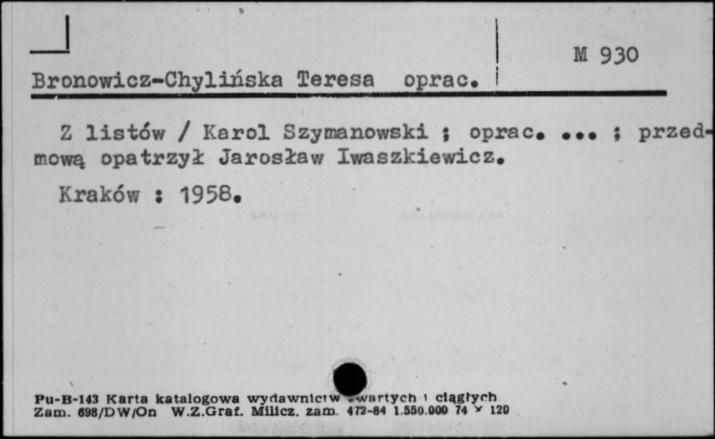 M 930
Bronowicz-Chylińska Teresa oprac.
Z listów / Karol Szymanowski ; oprac. ... ; przed-
mową opatrzył Jarosław Iwaszkiewicz.
Kraków : 1958.
Pu-B-143 Karta katalogowa wydawnictw zwartych i ciągłych
Zam. 698/DW/On W.Z.Graf. Milicz. zam. 472-84 1.550.000 74 × 120